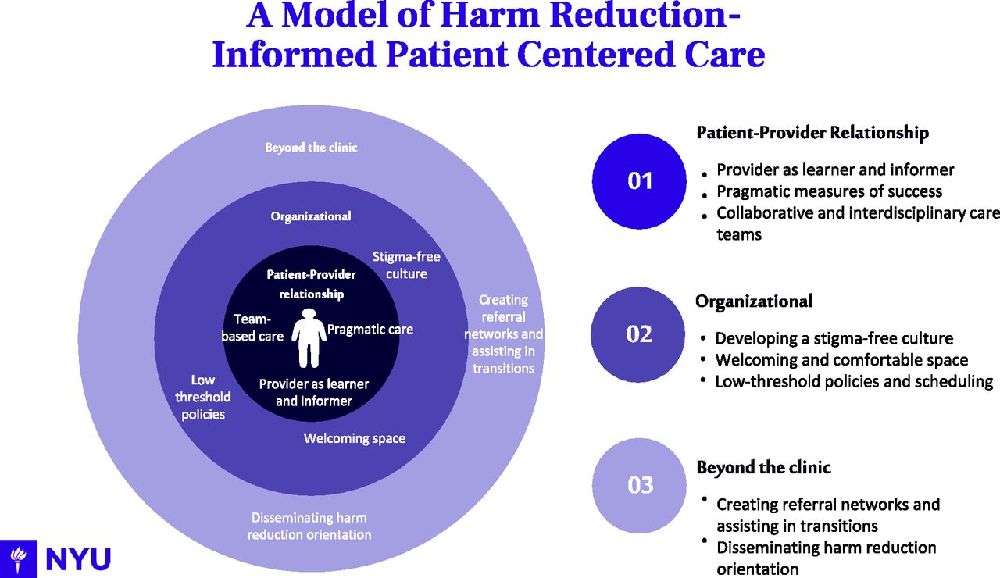 A Model of Harm Reduction-
Informed Patient Centered Care
Beyond the clinic
Organizational
Stigma-free
culture
Patient-Provider
relationship
Team-
based care
Pragmatic care
Provider as learner
and informer
Low
threshold
policies
Welcoming space
Creating
referral
networks and
assisting in
transitions
Disseminating harm
reduction orientation
01
Patient-Provider Relationship
• Provider as learner and informer
• Pragmatic measures of success
• Collaborative and interdisciplinary care
teams
02
Organizational
• Developing a stigma-free culture
• Welcoming and comfortable space
• Low-threshold policies and scheduling
03
Beyond the clinic
• Creating referral networks and
assisting in transitions
• Disseminating harm reduction
orientation
NYU